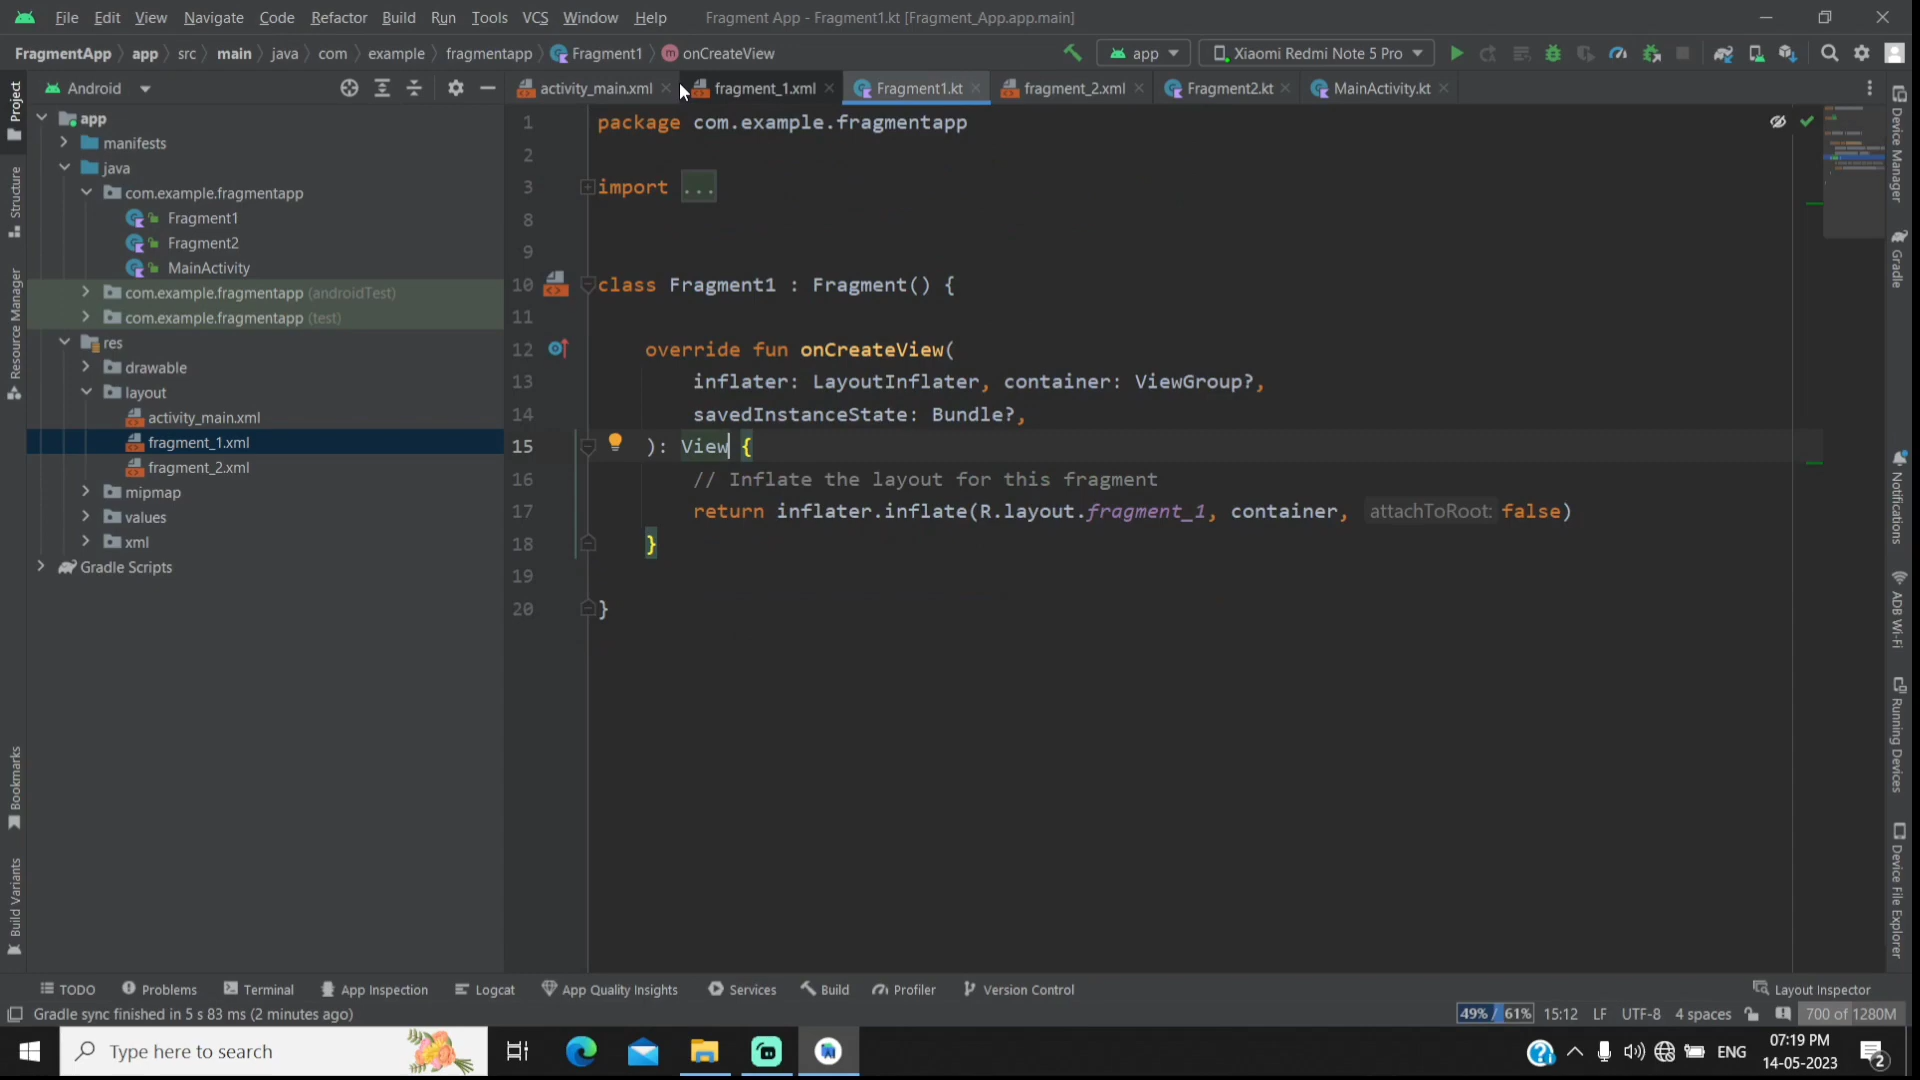 File Edit View Navigate Code Refactor Build Run Tools VCS Window Help Fragment App - Fragment1.kt [Fragment_App.app.main]
FragmentApp app src main java com example fragmentapp Fragment1 onCreateView app Xiaomi Redmi Note 5 Pro
Android activity_main.xml fragment_1.xml Fragment1.kt fragment_2.xml Fragment2.kt MainActivity.kt
Project
Structure
Resource Manager
Bookmarks
Build Variants
app
manifests
java
com.example.fragmentapp
Fragment1
Fragment2
MainActivity
com.example.fragmentapp (androidTest)
com.example.fragmentapp (test)
res
drawable
layout
activity_main.xml
fragment_1.xml
fragment_2.xml
mipmap
values
xml
Gradle Scripts
1 package com.example.fragmentapp
2
3 import ...
8
9
10 class Fragment1 : Fragment() {
11
12 override fun onCreateView(
13 inflater: LayoutInflater, container: ViewGroup?,
14 savedInstanceState: Bundle?,
15 ): View {
16 // Inflate the layout for this fragment
17 return inflater.inflate(R.layout.fragment_1, container, attachToRoot: false)
18 }
19
20 }
Device Manager
Gradle
Notifications
ADB Wi-Fi
Running Devices
Device File Explorer
TODO Problems Terminal App Inspection Logcat App Quality Insights Services Build Profiler Version Control Layout Inspector
Gradle sync finished in 5 s 83 ms (2 minutes ago) 49% / 61% 15:12 LF UTF-8 4 spaces 700 of 1280M
Type here to search ENG 07:19 PM
14-05-2023 2